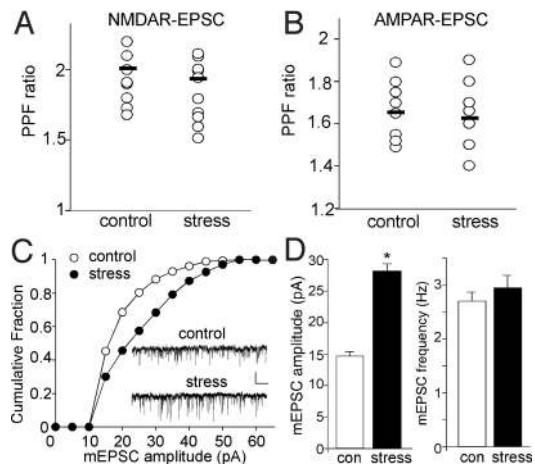 A
NMDAR-EPSC
PPF ratio
2
1.5
1
control
stress
B
AMPAR-EPSC
PPF ratio
2.1
1.8
1.6
1.4
1.2
control
stress
C
control
stress
Cumulative Fraction
1
0.8
0.6
0.4
0.2
0
control
stress
0 10 20 30 40 50 60
mEPSC amplitude (pA)
D
mEPSC amplitude (pA)
30
25
20
15
10
5
0
*
con stress
mEPSC frequency (Hz)
4
3
2
1
0
con stress